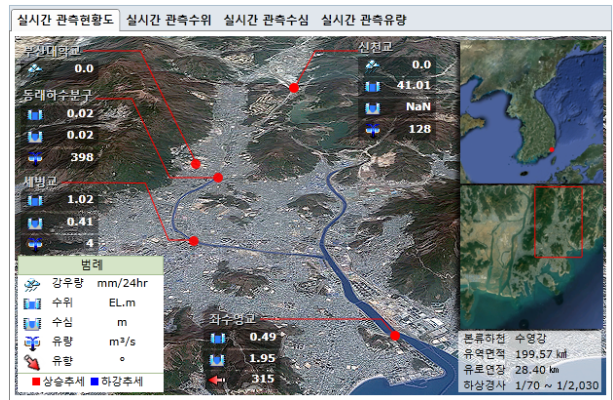 실시간 관측현황도 실시간 관측수위 실시간 관측수심 실시간 관측유량
부산대학교
0.0
동래하수분구
0.02
0.02
398
세병교
1.02
0.41
4
신천교
0.0
41.01
NaN
128
좌수영교
0.49
1.95
315
범례
강우량 mm/24hr
수위 EL.m
수심 m
유량 m³/s
유향 °
상승추세 하강추세
본류하천 수영강
유역면적 199.57 ㎢
유로연장 28.40 ㎞
하상경사 1/70 ~ 1/2,030